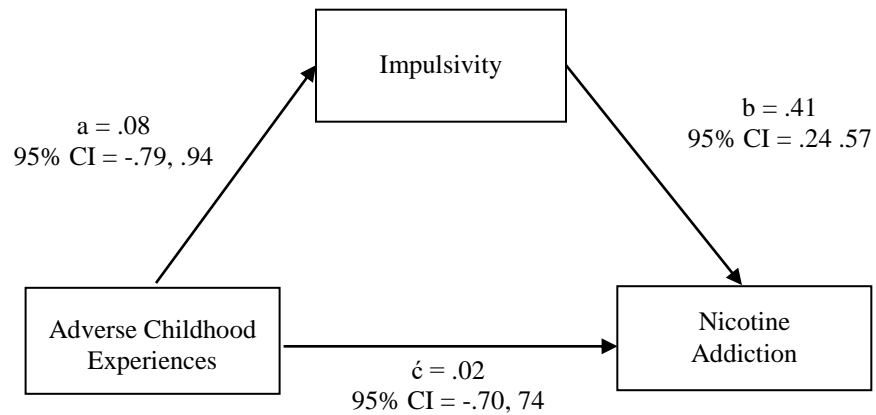 Impulsivity
a = .08
95% CI = -.79, .94
b = .41
95% CI = .24 .57
Adverse Childhood
Experiences
Nicotine
Addiction
ć = .02
95% CI = -.70, 74